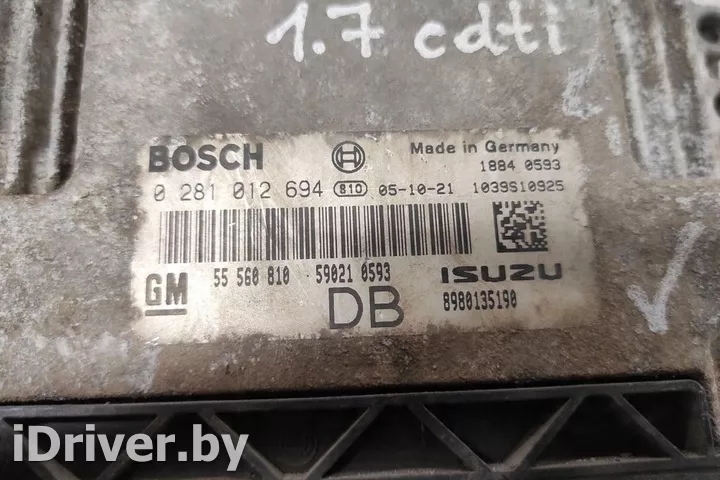 1.7 cdti
BOSCH Made in Germany
1884 0593
0 281 012 694 810 05-10-21 1039S10925
GM 55 560 810 59021 0593 ISUZU
DB 8980135190
iDriver.by